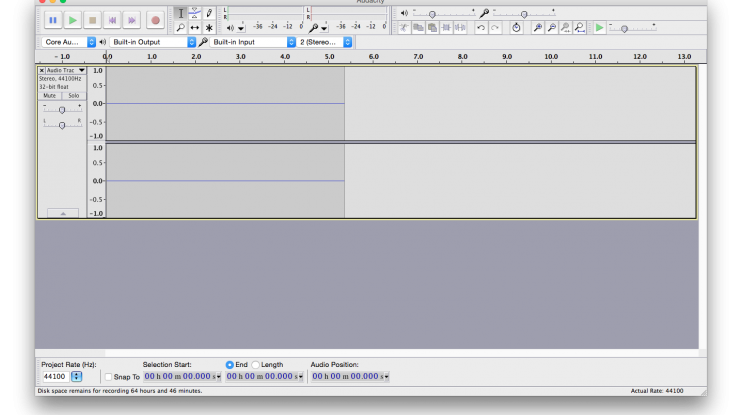 Audacity
L
R
-36 -24 -12 0
L
R
-36 -24 -12 0
Core Au... Built-in Output Built-in Input 2 (Stereo...
- 1.0 0.0 1.0 2.0 3.0 4.0 5.0 6.0 7.0 8.0 9.0 10.0 11.0 12.0 13.0
Audio Trac
Stereo, 44100Hz
32-bit float
Mute Solo
- +
L R
1.0
0.5-
0.0-
-0.5-
-1.0
1.0
0.5-
0.0-
-0.5-
-1.0
Project Rate (Hz): Selection Start: End Length Audio Position:
44100 Snap To 00 h 00 m 00.000 s 00 h 00 m 00.000 s 00 h 00 m 00.000 s
Disk space remains for recording 64 hours and 46 minutes. Actual Rate: 44100